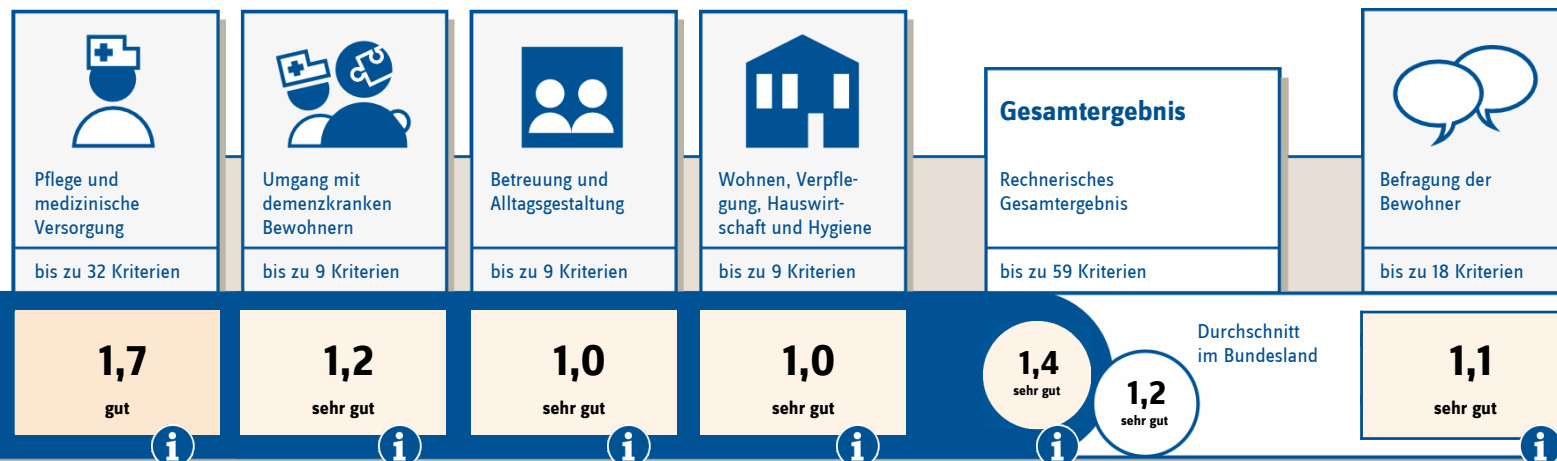 Pflege und
medizinische
Versorgung
bis zu 32 Kriterien
1,7
gut
Umgang mit
demenzkranken
Bewohnern
bis zu 9 Kriterien
1,2
sehr gut
Betreuung und
Alltagsgestaltung
bis zu 9 Kriterien
1,0
sehr gut
Wohnen, Verpfle-
gung, Hauswirt-
schaft und Hygiene
bis zu 9 Kriterien
1,0
sehr gut
Gesamtergebnis
Rechnerisches
Gesamtergebnis
bis zu 59 Kriterien
1,4
sehr gut
Durchschnitt
im Bundesland
1,2
sehr gut
Befragung der
Bewohner
bis zu 18 Kriterien
1,1
sehr gut